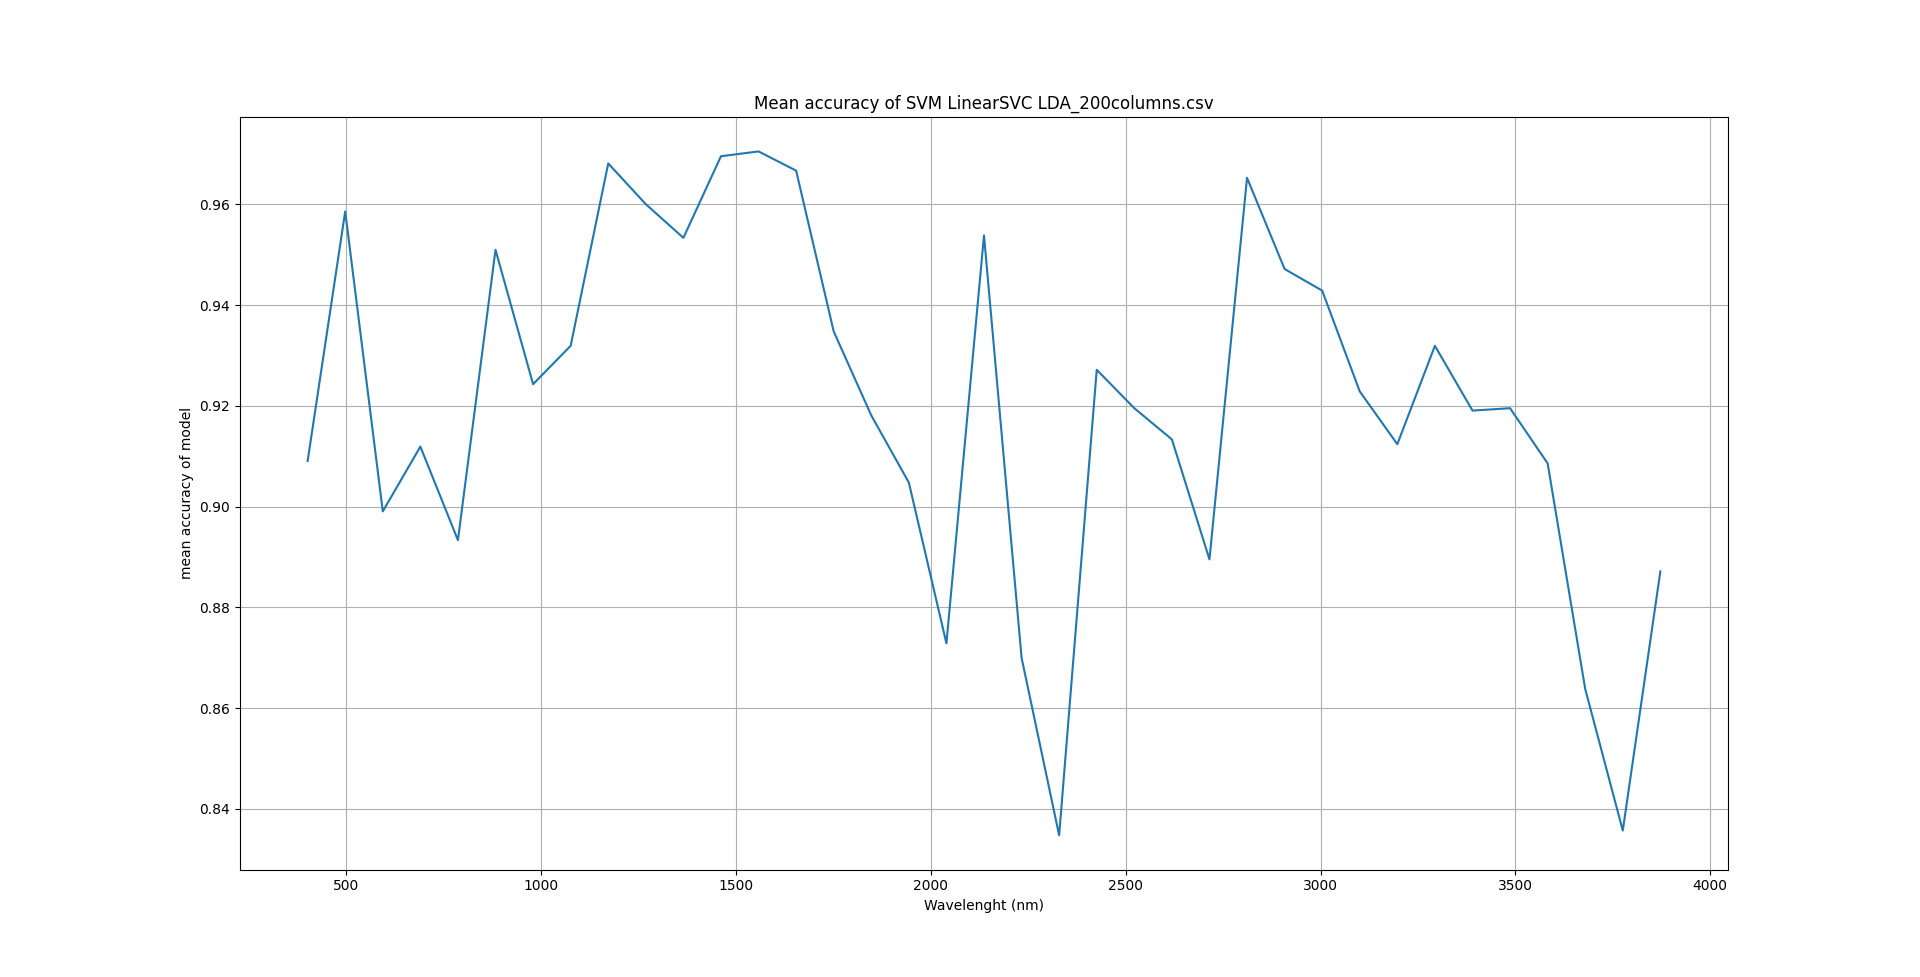 Mean accuracy of SVM LinearSVC LDA_200columns.csv
0.96
0.94
0.92
0.90
0.88
0.86
0.84
mean accuracy of model
500 1000 1500 2000 2500 3000 3500 4000
Wavelenght (nm)